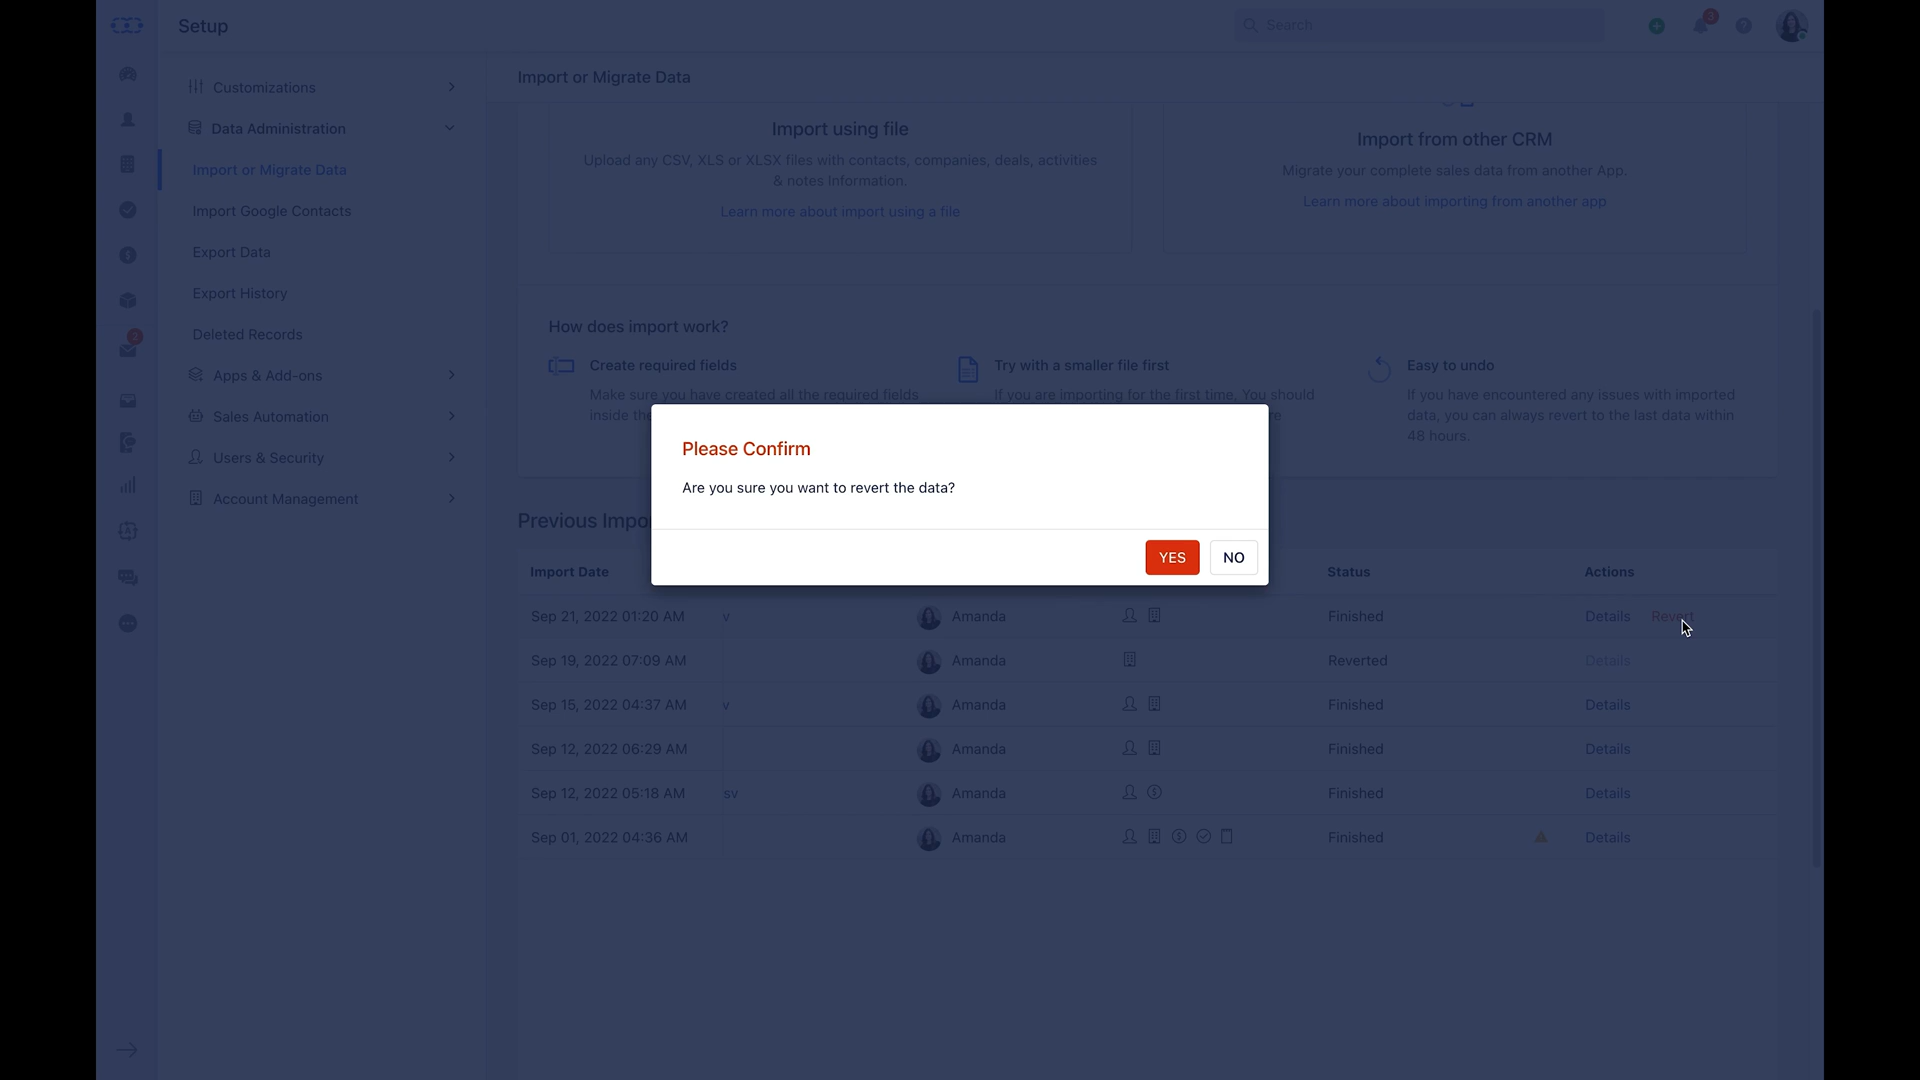 Setup
Search
3
Customizations
Data Administration
Import or Migrate Data
Import Google Contacts
Export Data
Export History
Deleted Records
2
Apps & Add-ons
Sales Automation
Users & Security
Account Management
Import or Migrate Data
Import using file
Upload any CSV, XLS or XLSX files with contacts, companies, deals, activities
& notes Information.
Learn more about import using a file
Import from other CRM
Migrate your complete sales data from another App.
Learn more about importing from another app
How does import work?
Create required fields
Make sure you have created all the required fields
inside the
Try with a smaller file first
If you are importing for the first time, You should
Easy to undo
If you have encountered any issues with imported
data, you can always revert to the last data within
48 hours.
Please Confirm
Are you sure you want to revert the data?
YES NO
Previous Impo
Import Date Status Actions
Sep 21, 2022 01:20 AM v Amanda Finished Details Revert
Sep 19, 2022 07:09 AM Amanda Reverted Details
Sep 15, 2022 04:37 AM v Amanda Finished Details
Sep 12, 2022 06:29 AM Amanda Finished Details
Sep 12, 2022 05:18 AM sv Amanda Finished Details
Sep 01, 2022 04:36 AM Amanda Finished Details